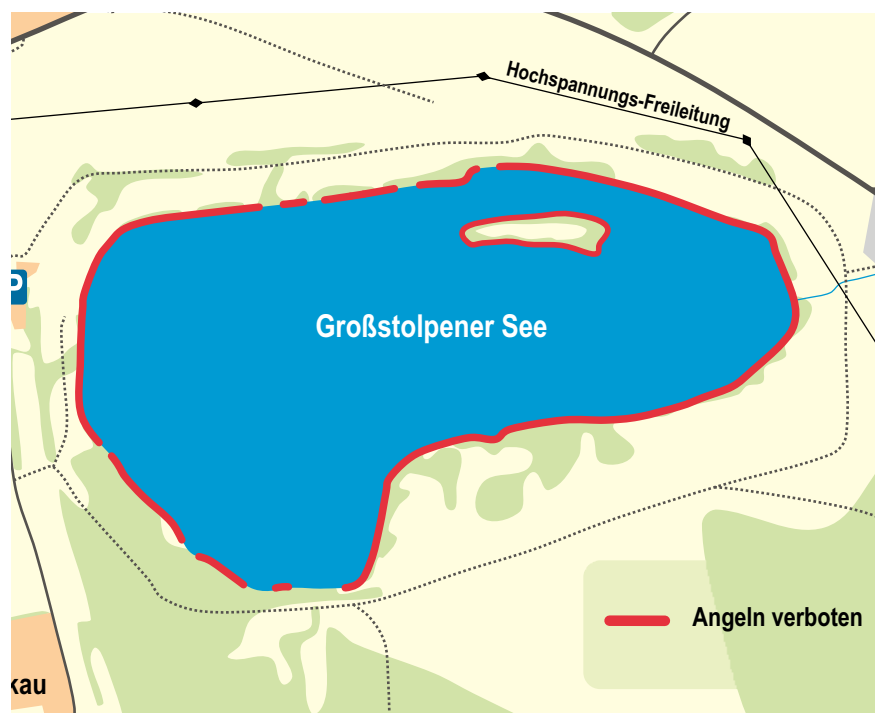 Hochspannungs-Freileitung
P
Großstolpener See
Angeln verboten
kau